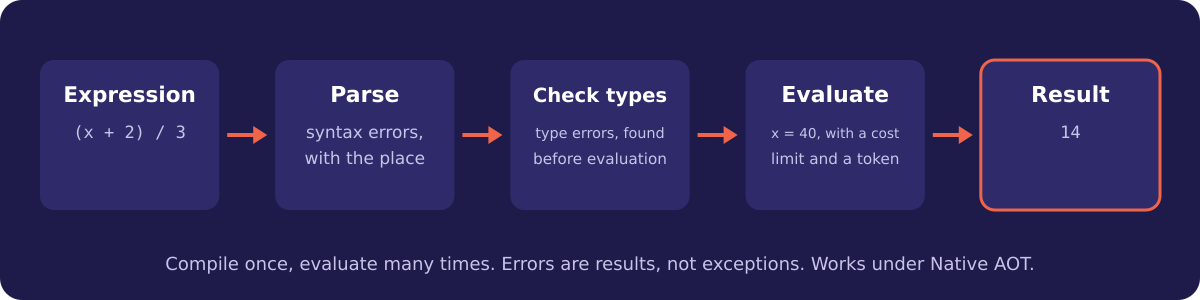 Expression
(x + 2) / 3
Parse
syntax errors,
with the place
Check types
type errors, found
before evaluation
Evaluate
x = 40, with a cost
limit and a token
Result
14
Compile once, evaluate many times. Errors are results, not exceptions. Works under Native AOT.